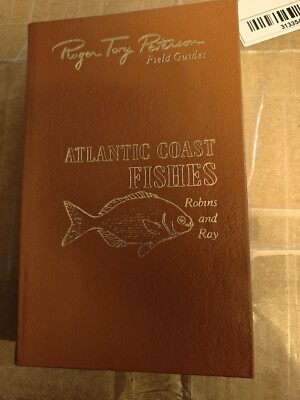 Roger Tory Peterson
Field Guides
ATLANTIC COAST
FISHES
Robins
and
Ray